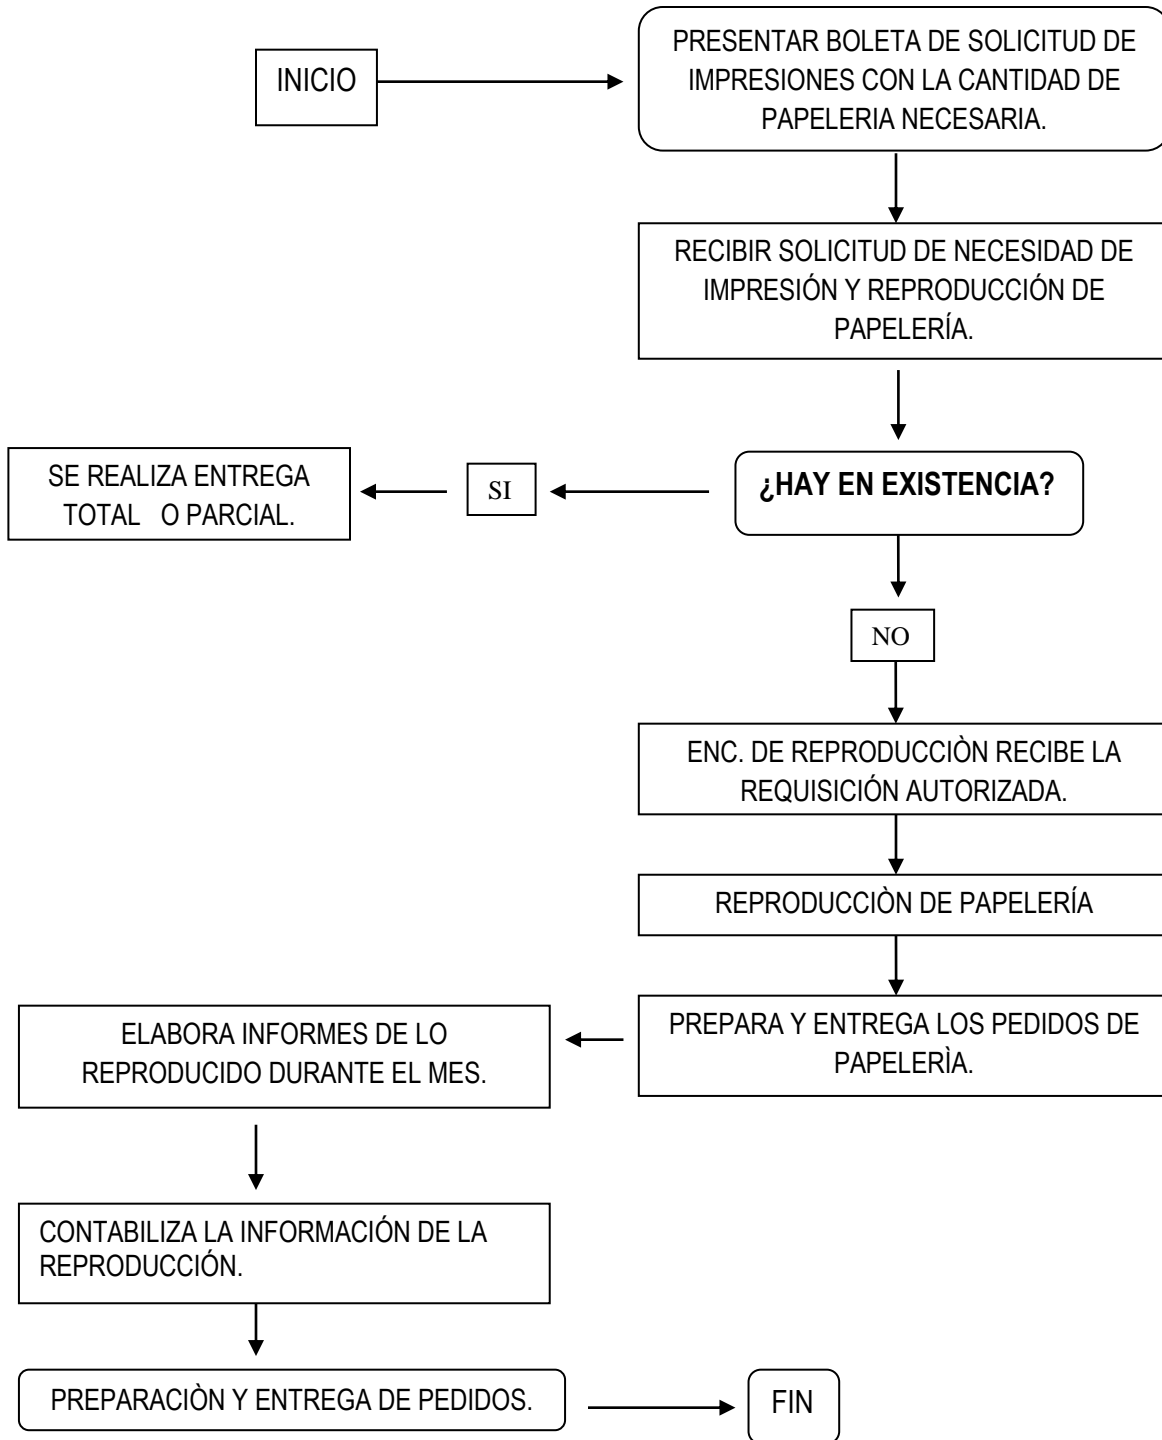 INICIO
PRESENTAR BOLETA DE SOLICITUD DE
IMPRESIONES CON LA CANTIDAD DE
PAPELERIA NECESARIA.
RECIBIR SOLICITUD DE NECESIDAD DE
IMPRESIÓN Y REPRODUCCIÓN DE
PAPELERÍA.
¿HAY EN EXISTENCIA?
SI
SE REALIZA ENTREGA
TOTAL O PARCIAL.
NO
ENC. DE REPRODUCCIÒN RECIBE LA
REQUISICIÓN AUTORIZADA.
REPRODUCCIÒN DE PAPELERÍA
PREPARA Y ENTREGA LOS PEDIDOS DE
PAPELERÌA.
ELABORA INFORMES DE LO
REPRODUCIDO DURANTE EL MES.
CONTABILIZA LA INFORMACIÓN DE LA
REPRODUCCIÓN.
PREPARACIÒN Y ENTREGA DE PEDIDOS.
FIN